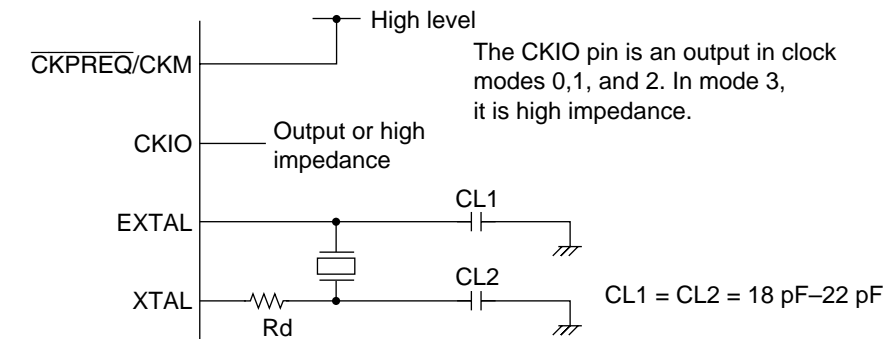 High level
CKPREQ/CKM
The CKIO pin is an output in clock
modes 0,1, and 2. In mode 3,
it is high impedance.
CKIO
Output or high
impedance
EXTAL
CL1
XTAL
Rd
CL2
CL1 = CL2 = 18 pF–22 pF